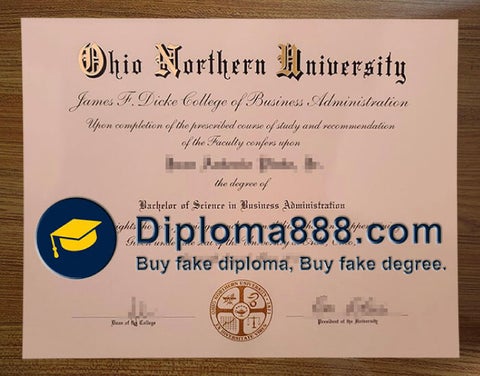 Ohio Northern University
James F. Dicke College of Business Administration
Upon completion of the prescribed course of study and recommendation
of the Faculty confers upon
the degree of
Bachelor of Science in Business Administration
Diploma888.com
Buy fake diploma, Buy fake degree.
Dean of the College
President of the University